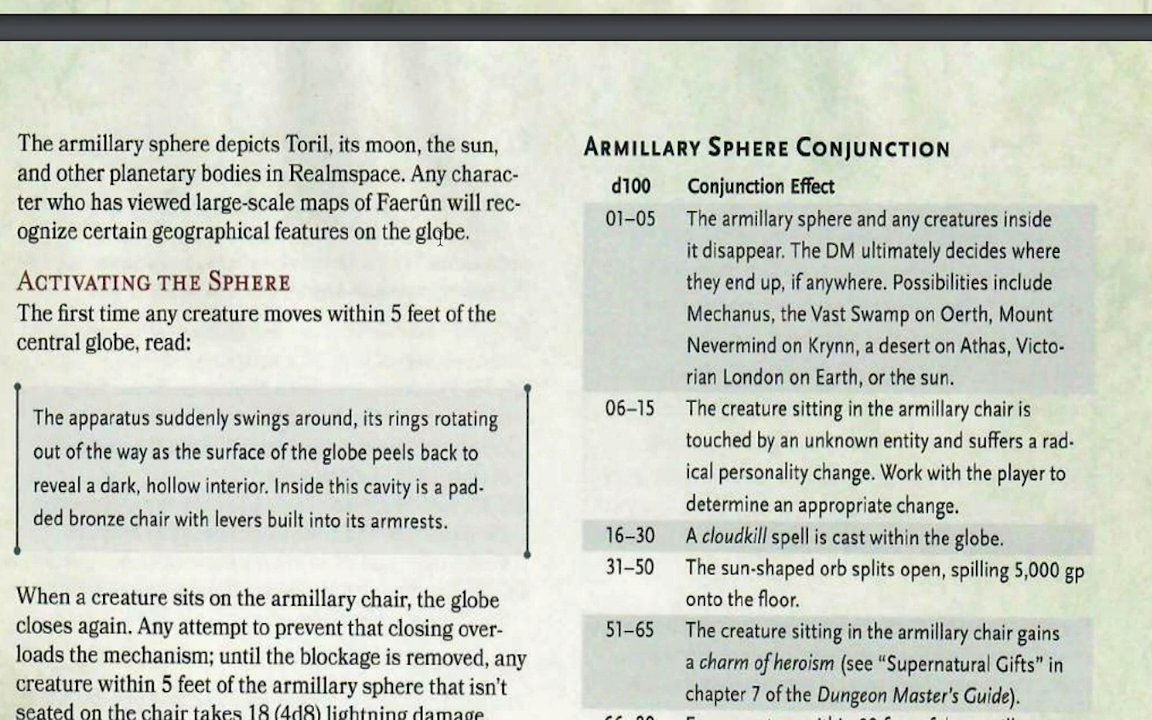 The armillary sphere depicts Toril, its moon, the sun,
and other planetary bodies in Realmspace. Any charac-
ter who has viewed large-scale maps of Faerûn will rec-
ognize certain geographical features on the globe.
ACTIVATING THE SPHERE
The first time any creature moves within 5 feet of the
central globe, read:
The apparatus suddenly swings around, its rings rotating
out of the way as the surface of the globe peels back to
reveal a dark, hollow interior. Inside this cavity is a pad-
ded bronze chair with levers built into its armrests.
When a creature sits on the armillary chair, the globe
closes again. Any attempt to prevent that closing over-
loads the mechanism; until the blockage is removed, any
creature within 5 feet of the armillary sphere that isn't
seated on the chair takes 18 (4d8) lightning damage
ARMILLARY SPHERE CONJUNCTION
d100 Conjunction Effect
01–05 The armillary sphere and any creatures inside
it disappear. The DM ultimately decides where
they end up, if anywhere. Possibilities include
Mechanus, the Vast Swamp on Oerth, Mount
Nevermind on Krynn, a desert on Athas, Victo-
rian London on Earth, or the sun.
06–15 The creature sitting in the armillary chair is
touched by an unknown entity and suffers a rad-
ical personality change. Work with the player to
determine an appropriate change.
16–30 A cloudkill spell is cast within the globe.
31–50 The sun-shaped orb splits open, spilling 5,000 gp
onto the floor.
51–65 The creature sitting in the armillary chair gains
a charm of heroism (see "Supernatural Gifts" in
chapter 7 of the Dungeon Master's Guide).